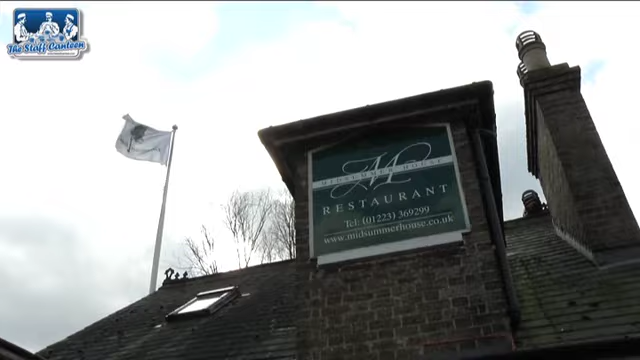 The Staff Canteen
MIDSUMMER HOUSE
RESTAURANT
Tel: (01223) 369299
www.midsummerhouse.co.uk